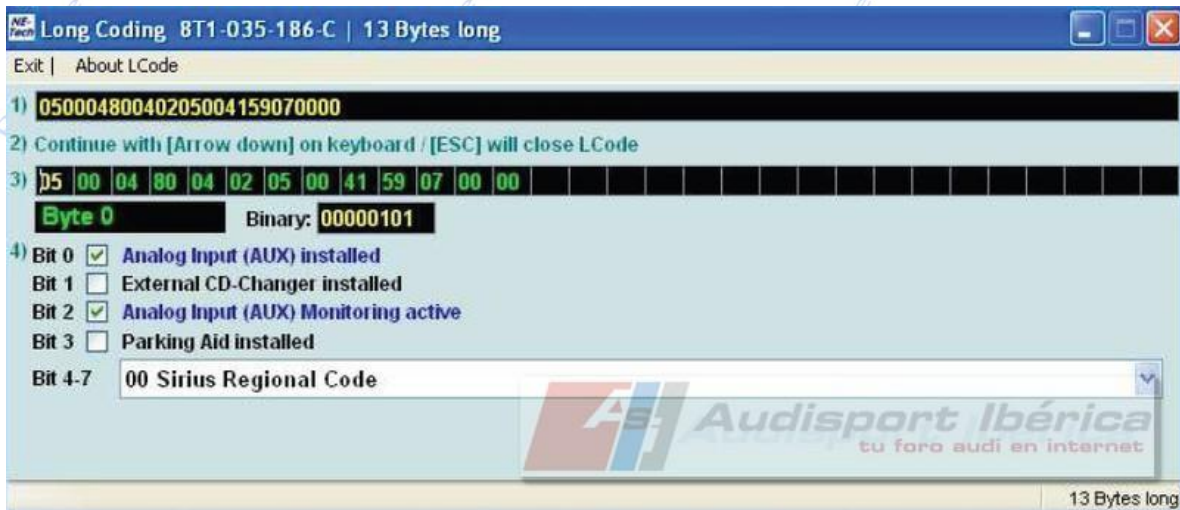 NE-Tech Long Coding 8T1-035-186-C | 13 Bytes long
Exit | About LCode
1) 05000480040205004159070000
2) Continue with [Arrow down] on keyboard / [ESC] will close LCode
3) 05 00 04 80 04 02 05 00 41 59 07 00 00
Byte 0 Binary: 00000101
4) Bit 0 Analog Input (AUX) installed
Bit 1 External CD-Changer installed
Bit 2 Analog Input (AUX) Monitoring active
Bit 3 Parking Aid installed
Bit 4-7 00 Sirius Regional Code
As Audisport Ibérica
tu foro audi en internet
13 Bytes long